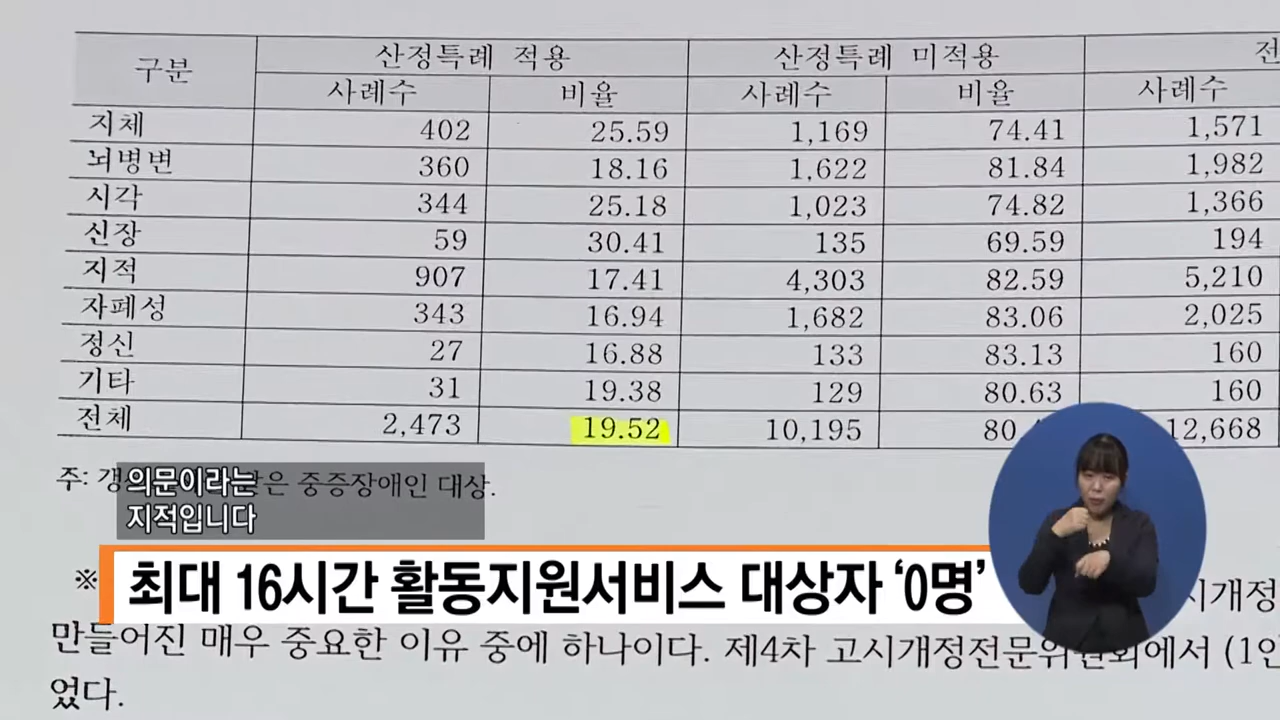 구분 산정특례 적용 산정특례 미적용 전
사례수 비율 사례수 비율 사례수
지체 402 25.59 1,169 74.41 1,571
뇌병변 360 18.16 1,622 81.84 1,982
시각 344 25.18 1,023 74.82 1,366
신장 59 30.41 135 69.59 194
지적 907 17.41 4,303 82.59 5,210
자폐성 343 16.94 1,682 83.06 2,025
정신 27 16.88 133 83.13 160
기타 31 19.38 129 80.63 160
전체 2,473 19.52 10,195 80. 12,668
주: 중증장애인 대상.
의문이라는
지적입니다
최대 16시간 활동지원서비스 대상자 ‘0명’
※ 시개정
만들어진 매우 중요한 이유 중에 하나이다. 제4차 고시개정전문위원회에서 (1인
었다.